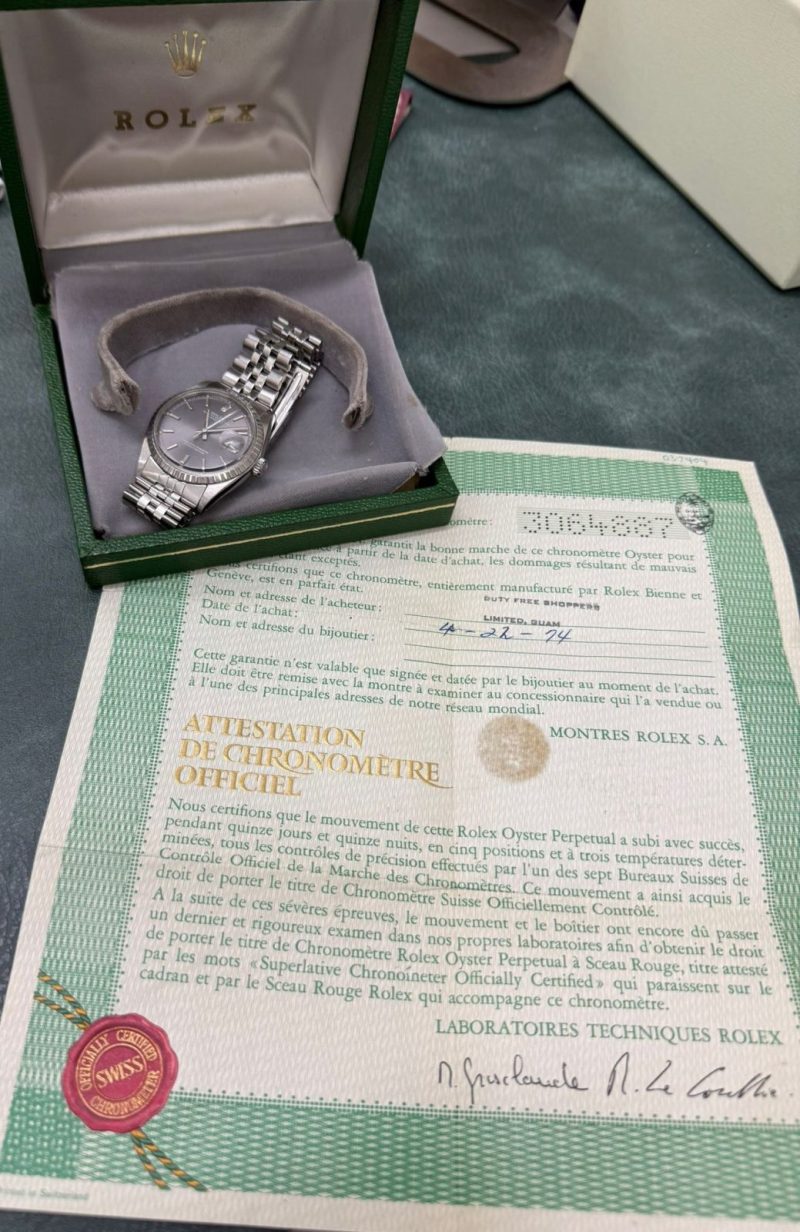 ROLEX
037404
omètre: 3064887
garantit la bonne marche de ce chronomètre Oyster pour
à partir de la date d'achat, les dommages résultant de mauvais
étant exceptés.
certifions que ce chronomètre, entièrement manufacturé par Rolex Bienne et
Genève, est en parfait état.
Nom et adresse de l'acheteur: DUTY FREE SHOPPERS
Date de l'achat: LIMITED, GUAM
Nom et adresse du bijoutier: 4-22-74
Cette garantie n'est valable que signée et datée par le bijoutier au moment de l'achat.
Elle doit être remise avec la montre à examiner au concessionnaire qui l'a vendue ou
à l'une des principales adresses de notre réseau mondial.
MONTRES ROLEX S.A.
ATTESTATION
DE CHRONOMÈTRE
OFFICIEL
Nous certifions que le mouvement de cette Rolex Oyster Perpetual a subi avec succès,
pendant quinze jours et quinze nuits, en cinq positions et à trois températures déter-
minées, tous les contrôles de précision effectués par l'un des sept Bureaux Suisses de
Contrôle Officiel de la Marche des Chronomètres. Ce mouvement a ainsi acquis le
droit de porter le titre de Chronomètre Suisse Officiellement Contrôlé.
A la suite de ces sévères épreuves, le mouvement et le boîtier ont encore dû passer
un dernier et rigoureux examen dans nos propres laboratoires afin d'obtenir le droit
de porter le titre de Chronomètre Rolex Oyster Perpetual à Sceau Rouge, titre attesté
par les mots «Superlative Chronometer Officially Certified» qui paraissent sur le
cadran et par le Sceau Rouge Rolex qui accompagne ce chronomètre.
LABORATOIRES TECHNIQUES ROLEX
OFFICIALLY CERTIFIED
SWISS
CHRONOMETER
in Switzerland